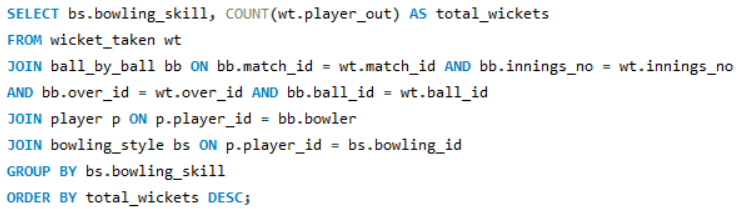 SELECT bs.bowling_skill, COUNT(wt.player_out) AS total_wickets
FROM wicket_taken wt
JOIN ball_by_ball bb ON bb.match_id = wt.match_id AND bb.innings_no = wt.innings_no
AND bb.over_id = wt.over_id AND bb.ball_id = wt.ball_id
JOIN player p ON p.player_id = bb.bowler
JOIN bowling_style bs ON p.player_id = bs.bowling_id
GROUP BY bs.bowling_skill
ORDER BY total_wickets DESC;